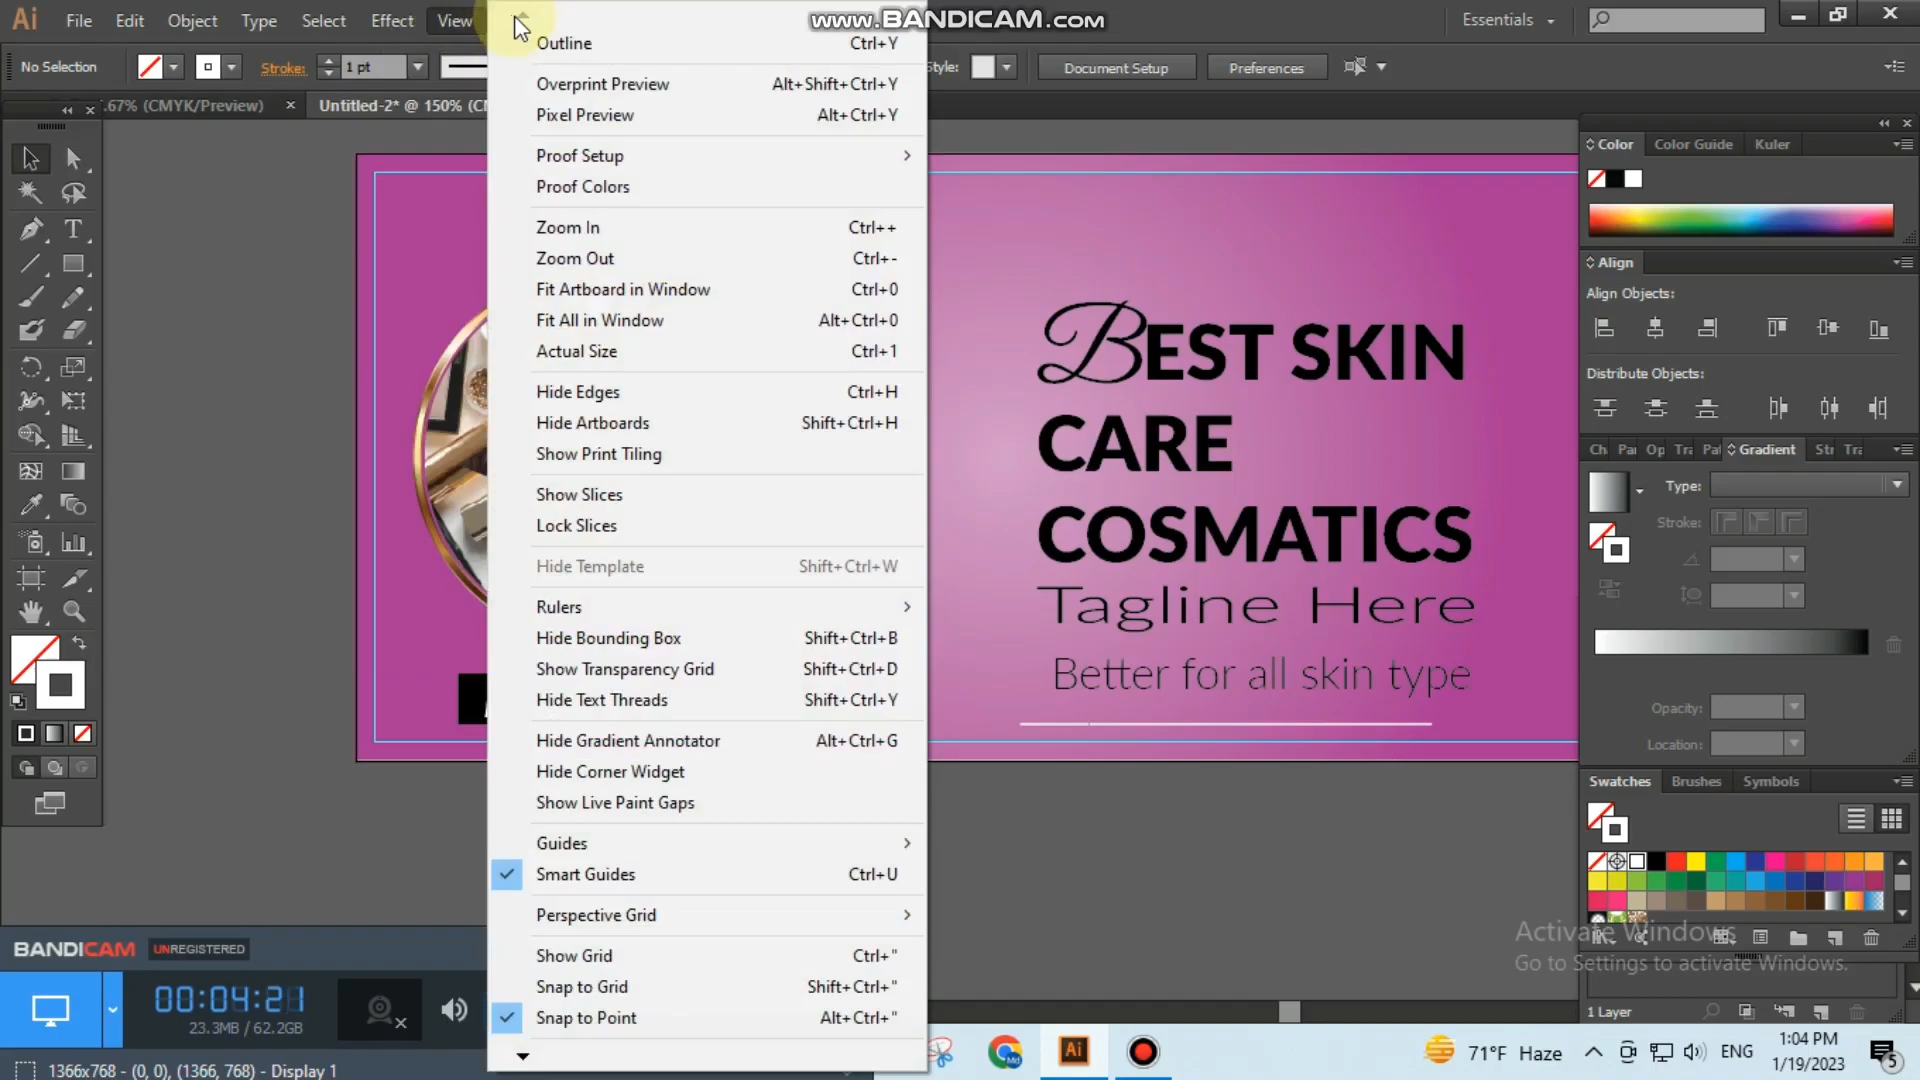 Ai File Edit Object Type Select Effect View
www.BANDICAM.com
Essentials
No Selection
Stroke:
1 pt
Style:
Document Setup
Preferences
.67% (CMYK/Preview)
Untitled-2* @ 150% (CM
Outline Ctrl+Y
Overprint Preview Alt+Shift+Ctrl+Y
Pixel Preview Alt+Ctrl+Y
Proof Setup
Proof Colors
Zoom In Ctrl++
Zoom Out Ctrl+-
Fit Artboard in Window Ctrl+0
Fit All in Window Alt+Ctrl+0
Actual Size Ctrl+1
Hide Edges Ctrl+H
Hide Artboards Shift+Ctrl+H
Show Print Tiling
Show Slices
Lock Slices
Hide Template Shift+Ctrl+W
Rulers
Hide Bounding Box Shift+Ctrl+B
Show Transparency Grid Shift+Ctrl+D
Hide Text Threads Shift+Ctrl+Y
Hide Gradient Annotator Alt+Ctrl+G
Hide Corner Widget
Show Live Paint Gaps
Guides
Smart Guides Ctrl+U
Perspective Grid
Show Grid Ctrl+"
Snap to Grid Shift+Ctrl+"
Snap to Point Alt+Ctrl+"
BEST SKIN
CARE
COSMATICS
Tagline Here
Better for all skin type
Color Color Guide Kuler
Align
Align Objects:
Distribute Objects:
Ch Par Op Tra Pat Gradient Str Tra
Type:
Stroke:
Opacity:
Location:
Swatches Brushes Symbols
Activate Windows
Go to Settings to activate Windows.
1 Layer
BANDICAM UNREGISTERED
00:04:21
23.3MB / 62.2GB
1366x768 - (0, 0), (1366, 768) - Display 1
Ai
71°F Haze
ENG
1:04 PM
1/19/2023
5